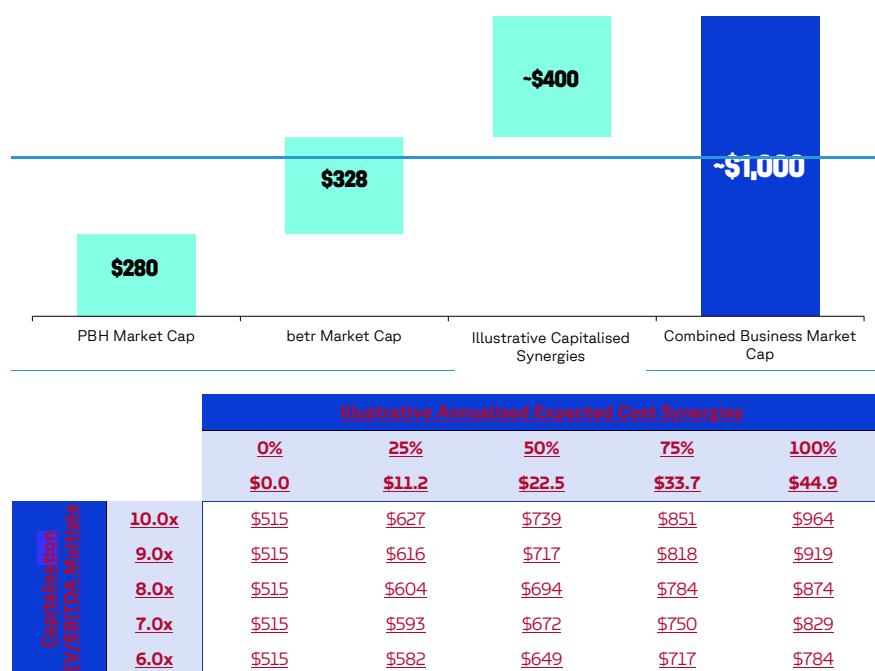 ~$400
~$1,000
$328
$280
PBH Market Cap
betr Market Cap
Illustrative Capitalised
Synergies
Combined Business Market
Cap
Illustrative Annualised Expected Cost Synergies
0% 25% 50% 75% 100%
$0.0 $11.2 $22.5 $33.7 $44.9
Capitalisation
EV/EBITDA Multiple
10.0x $515 $627 $739 $851 $964
9.0x $515 $616 $717 $818 $919
8.0x $515 $604 $694 $784 $874
7.0x $515 $593 $672 $750 $829
6.0x $515 $582 $649 $717 $784